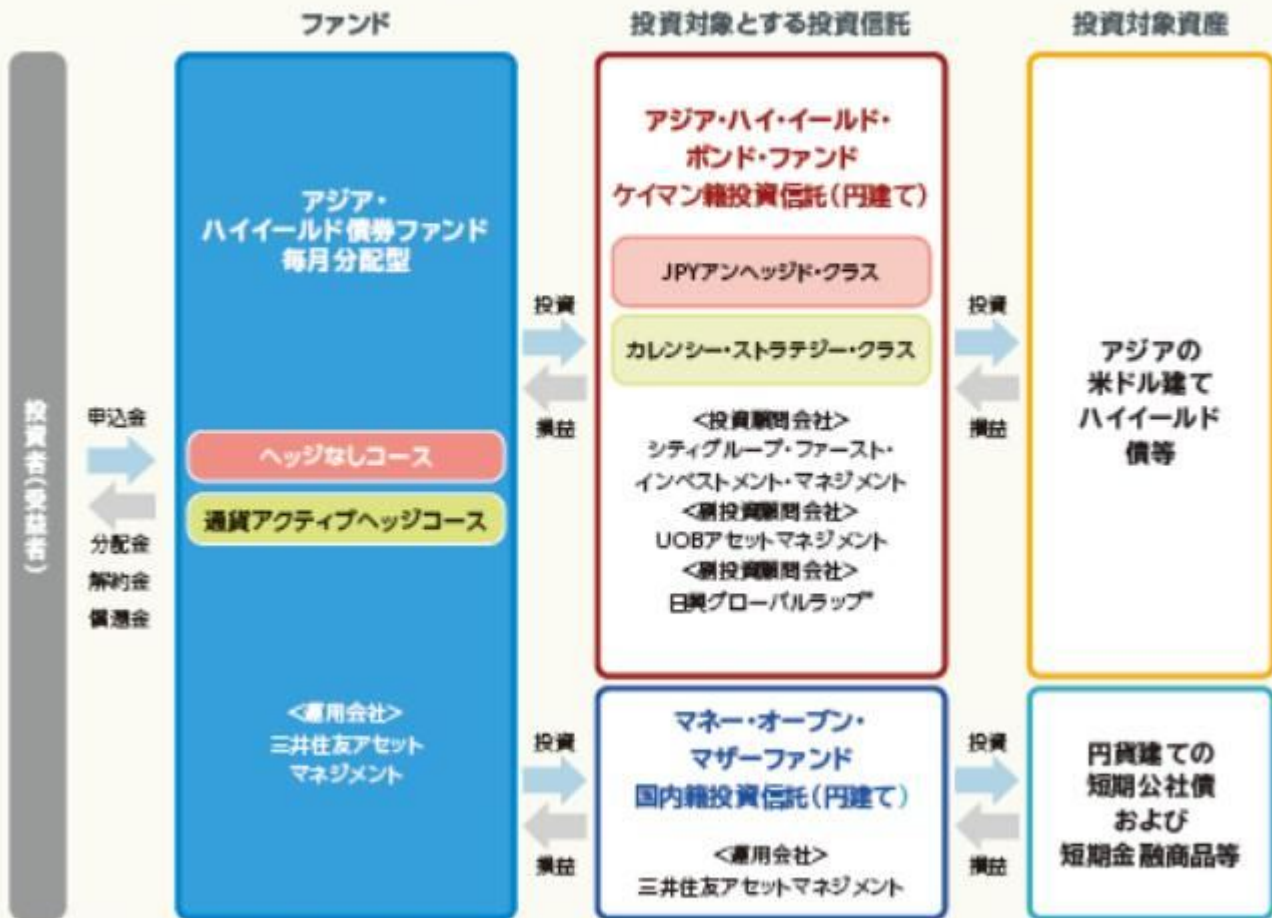 ファンド
投資対象とする投資信託
投資対象資産
投資者(受益者)
申込金
分配金
解約金
償還金
アジア・
ハイイールド債券ファンド
毎月分配型
ヘッジなしコース
通貨アクティブヘッジコース
<運用会社>
三井住友アセット
マネジメント
投資
損益
投資
損益
アジア・ハイ・イールド・
ボンド・ファンド
ケイマン籍投資信託(円建て)
JPYアンヘッジド・クラス
カレンシー・ストラテジー・クラス
<投資顧問会社>
シティグループ・ファースト・
インベストメント・マネジメント
<副投資顧問会社>
UOBアセットマネジメント
<副投資顧問会社>
日興グローバルラップ
マネー・オープン・
マザーファンド
国内籍投資信託(円建て)
<運用会社>
三井住友アセットマネジメント
投資
損益
投資
損益
アジアの
米ドル建て
ハイイールド
債等
円貨建ての
短期公社債
および
短期金融商品等